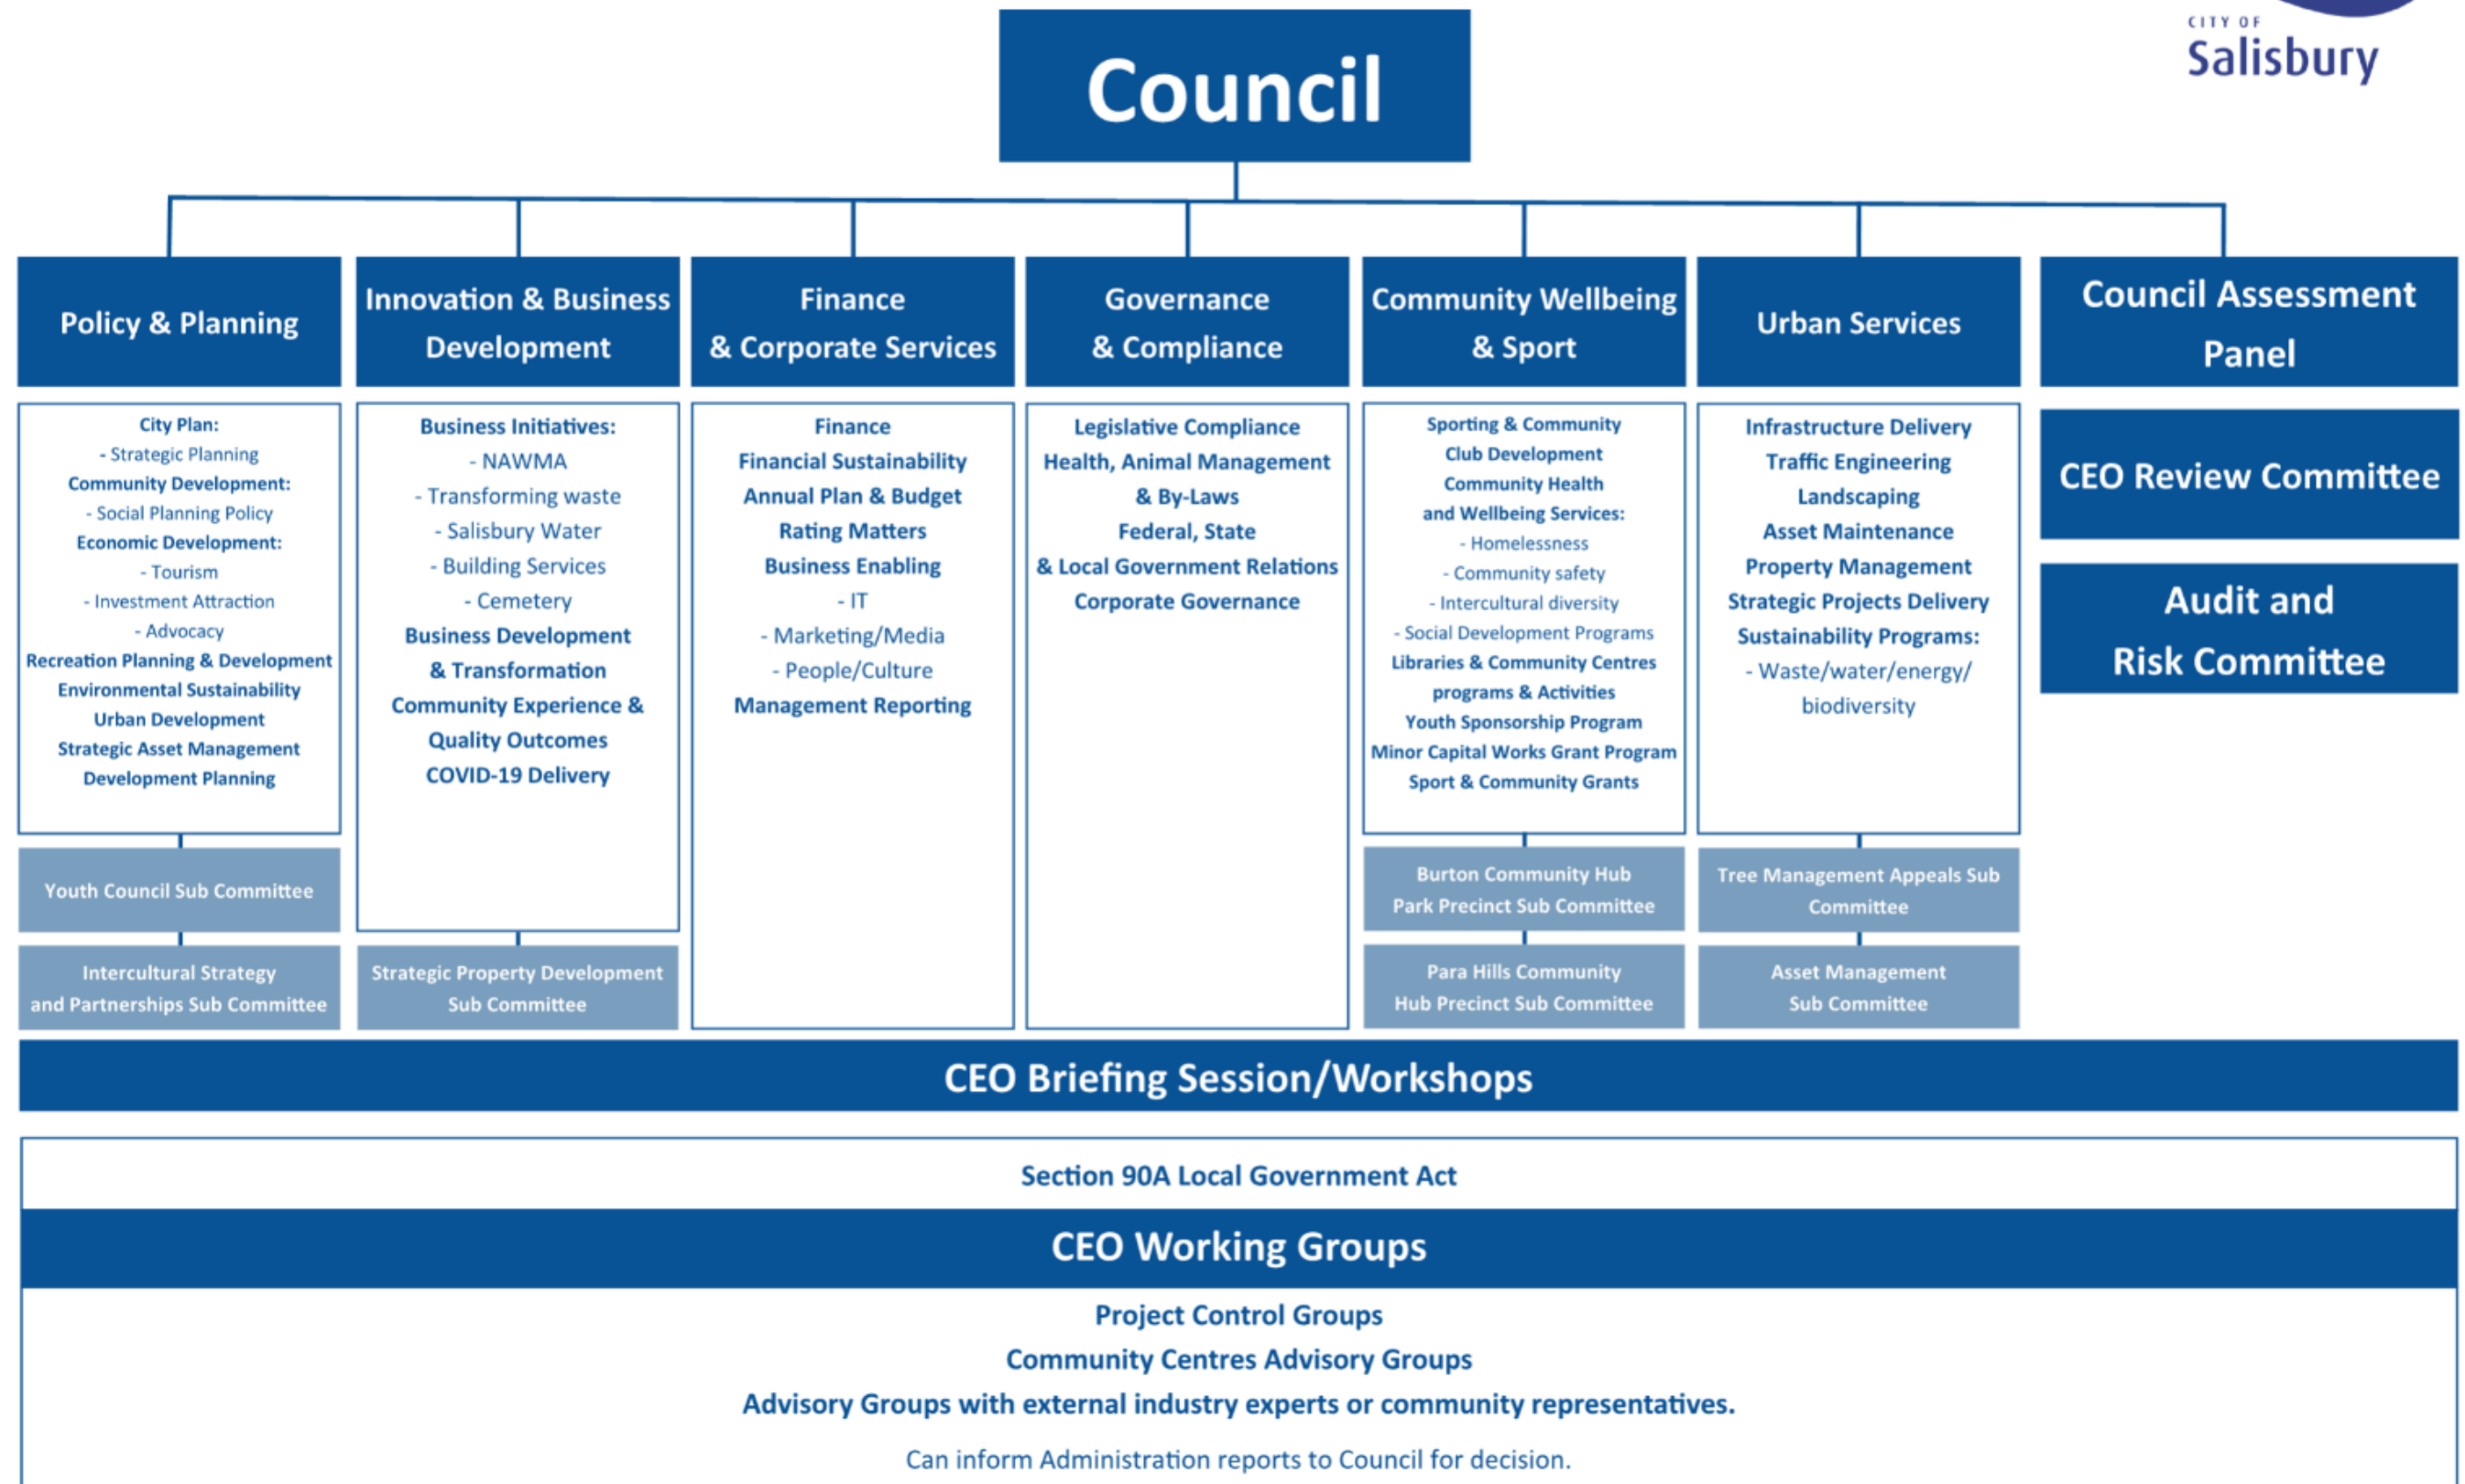 CITY OF
Salisbury
Council
Policy & Planning
Innovation & Business
Development
Finance
& Corporate Services
Governance
& Compliance
Community Wellbeing
& Sport
Urban Services
Council Assessment
Panel
City Plan:
- Strategic Planning
Community Development:
- Social Planning Policy
Economic Development:
- Tourism
- Investment Attraction
- Advocacy
Recreation Planning & Development
Environmental Sustainability
Urban Development
Strategic Asset Management
Development Planning
Youth Council Sub Committee
Intercultural Strategy
and Partnerships Sub Committee
Business Initiatives:
- NAWMA
- Transforming waste
- Salisbury Water
- Building Services
- Cemetery
Business Development
& Transformation
Community Experience &
Quality Outcomes
COVID-19 Delivery
Strategic Property Development
Sub Committee
Finance
Financial Sustainability
Annual Plan & Budget
Rating Matters
Business Enabling
- IT
- Marketing/Media
- People/Culture
Management Reporting
Legislative Compliance
Health, Animal Management
& By-Laws
Federal, State
& Local Government Relations
Corporate Governance
Sporting & Community
Club Development
Community Health
and Wellbeing Services:
- Homelessness
- Community safety
- Intercultural diversity
- Social Development Programs
Libraries & Community Centres
programs & Activities
Youth Sponsorship Program
Minor Capital Works Grant Program
Sport & Community Grants
Burton Community Hub
Park Precinct Sub Committee
Para Hills Community
Hub Precinct Sub Committee
Infrastructure Delivery
Traffic Engineering
Landscaping
Asset Maintenance
Property Management
Strategic Projects Delivery
Sustainability Programs:
- Waste/water/energy/
biodiversity
Tree Management Appeals Sub
Committee
Asset Management
Sub Committee
CEO Review Committee
Audit and
Risk Committee
CEO Briefing Session/Workshops
Section 90A Local Government Act
CEO Working Groups
Project Control Groups
Community Centres Advisory Groups
Advisory Groups with external industry experts or community representatives.
Can inform Administration reports to Council for decision.